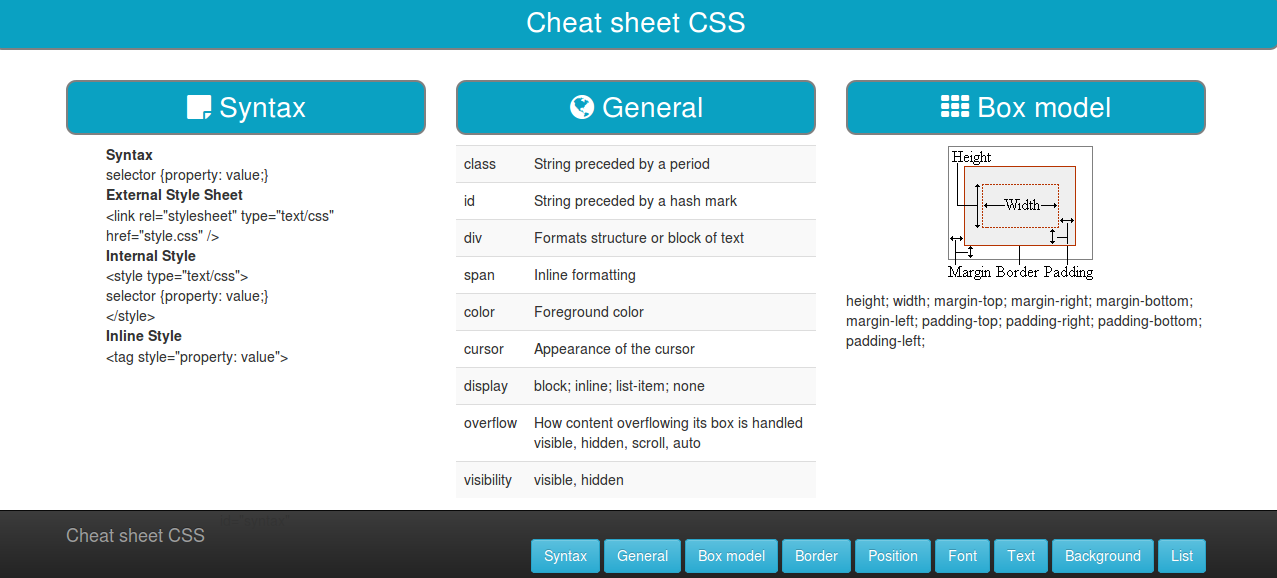 Cheat sheet CSS
Syntax
Syntax
selector {property: value;}
External Style Sheet
<link rel="stylesheet" type="text/css"
href="style.css" />
Internal Style
<style type="text/css">
selector {property: value;}
</style>
Inline Style
<tag style="property: value">
General
class String preceded by a period
id String preceded by a hash mark
div Formats structure or block of text
span Inline formatting
color Foreground color
cursor Appearance of the cursor
display block; inline; list-item; none
overflow How content overflowing its box is handled
visible, hidden, scroll, auto
visibility visible, hidden
Box model
Height
Width
Margin Border Padding
height; width; margin-top; margin-right; margin-bottom;
margin-left; padding-top; padding-right; padding-bottom;
padding-left;
Cheat sheet CSS
Syntax General Box model Border Position Font Text Background List